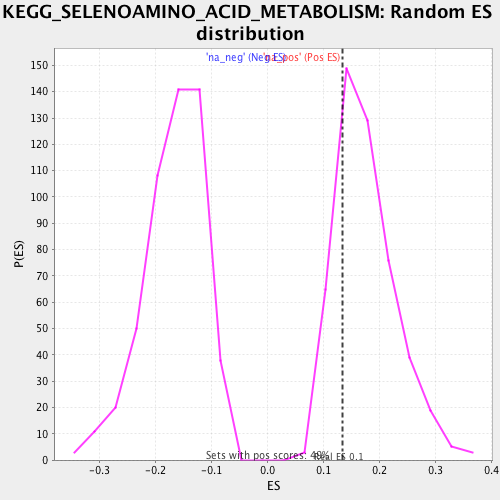 KEGG_SELENOAMINO_ACID_METABOLISM: Random ES
distribution
'na_neg' (Neg ES) 'na_pos' (Pos ES)
150
140
130
120
110
100
90
80
70
60
50
40
30
20
10
0
P(ES)
Sets with pos scores: 49% Real ES 0.1
-0.3 -0.2 -0.1 0.0 0.1 0.2 0.3 0.4
ES